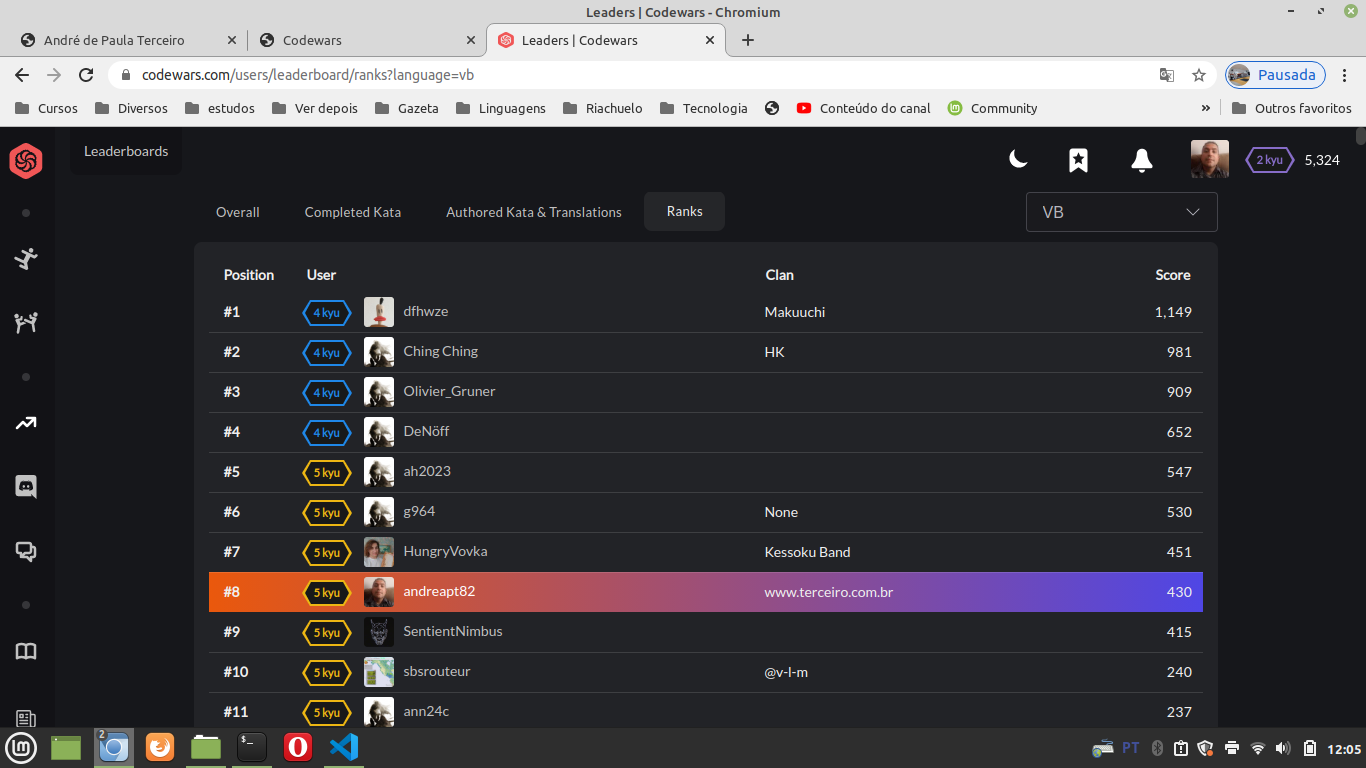 Leaders | Codewars - Chromium
André de Paula Terceiro
Codewars
Leaders | Codewars
codewars.com/users/leaderboard/ranks?language=vb
Pausada
Cursos Diversos estudos Ver depois Gazeta Linguagens Riachuelo Tecnologia Conteúdo do canal Community » Outros favoritos
Leaderboards
2 kyu 5,324
Overall Completed Kata Authored Kata & Translations Ranks VB
Position User Clan Score
#1 4 kyu dfhwze Makuuchi 1,149
#2 4 kyu Ching Ching HK 981
#3 4 kyu Olivier_Gruner 909
#4 4 kyu DeNöff 652
#5 5 kyu ah2023 547
#6 5 kyu g964 None 530
#7 5 kyu HungryVovka Kessoku Band 451
#8 5 kyu andreapt82 www.terceiro.com.br 430
#9 5 kyu SentientNimbus 415
#10 5 kyu sbsrouteur @v-l-m 240
#11 5 kyu ann24c 237
2 $_ PT 12:05